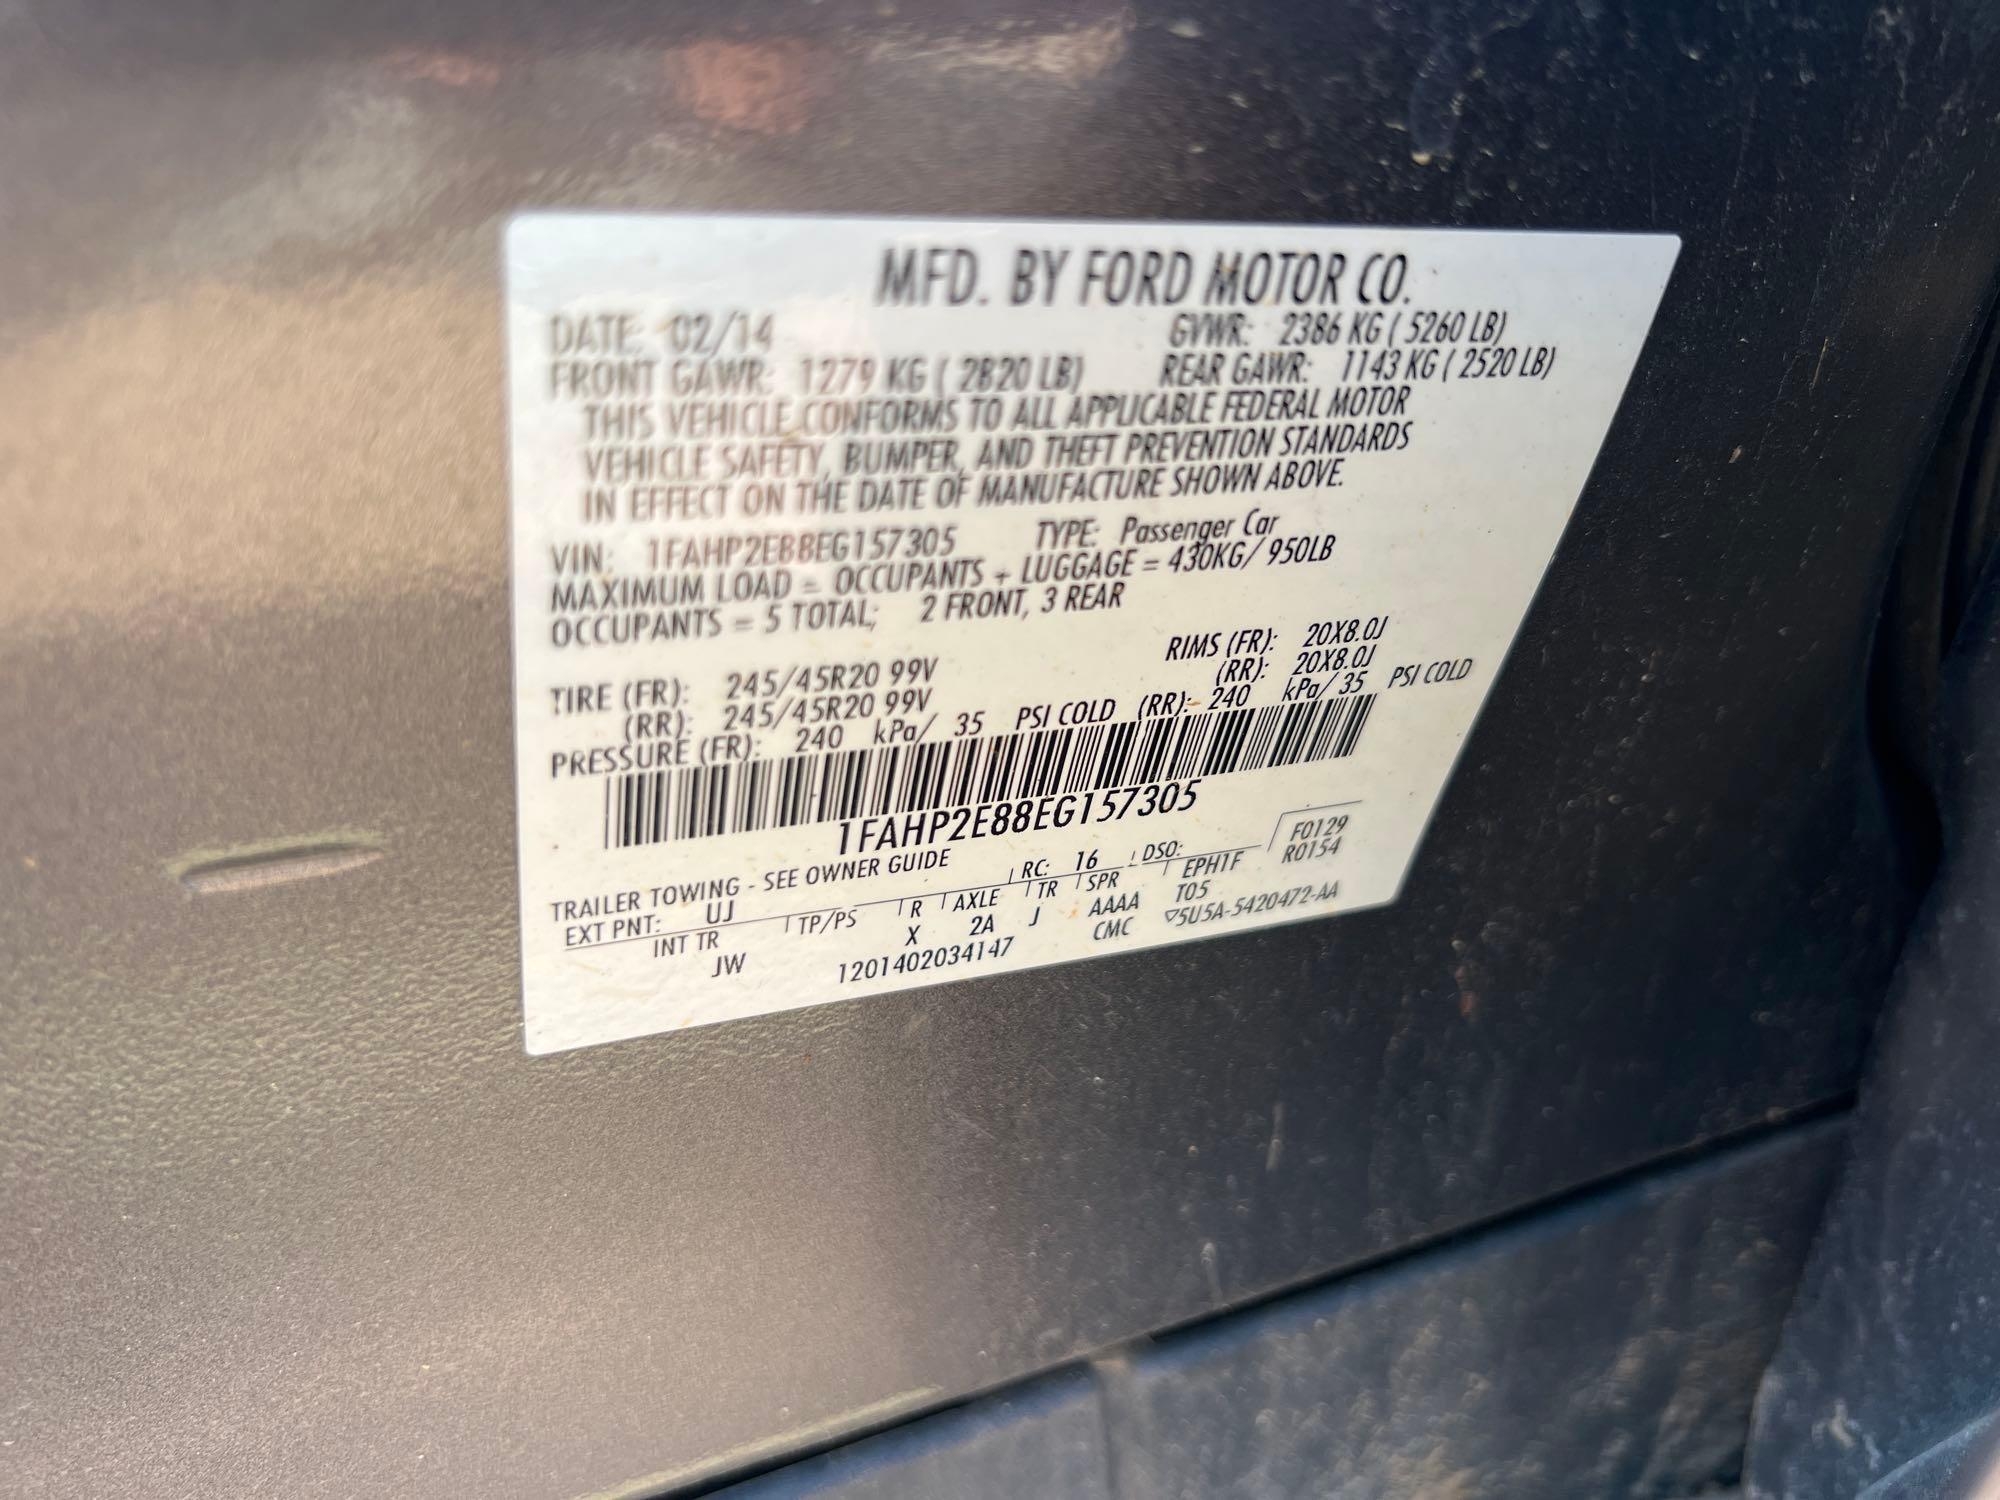 MFD. BY FORD MOTOR CO.
DATE: 02/14 GVWR: 2386 KG ( 5260 LB)
FRONT GAWR: 1279 KG ( 2820 LB) REAR GAWR: 1143 KG ( 2520 LB)
THIS VEHICLE CONFORMS TO ALL APPLICABLE FEDERAL MOTOR
VEHICLE SAFETY, BUMPER, AND THEFT PREVENTION STANDARDS
IN EFFECT ON THE DATE OF MANUFACTURE SHOWN ABOVE.
VIN: 1FAHP2E88EG157305 TYPE: Passenger Car
MAXIMUM LOAD = OCCUPANTS + LUGGAGE = 430KG/ 950LB
OCCUPANTS = 5 TOTAL; 2 FRONT, 3 REAR
TIRE (FR): 245/45R20 99V RIMS (FR): 20X8.0J
(RR): 245/45R20 99V (RR): 20X8.0J
PRESSURE (FR): 240 kPa/ 35 PSI COLD (RR): 240 kPa/ 35 PSI COLD
1FAHP2E88EG157305
TRAILER TOWING - SEE OWNER GUIDE F0129
EXT PNT: UJ RC: 16 DSO: R0154
INT TR TP/PS R AXLE TR SPR EPH1F
JW X 2A J AAAA T05
1201402034147 CMC ▽5U5A-5420472-AA